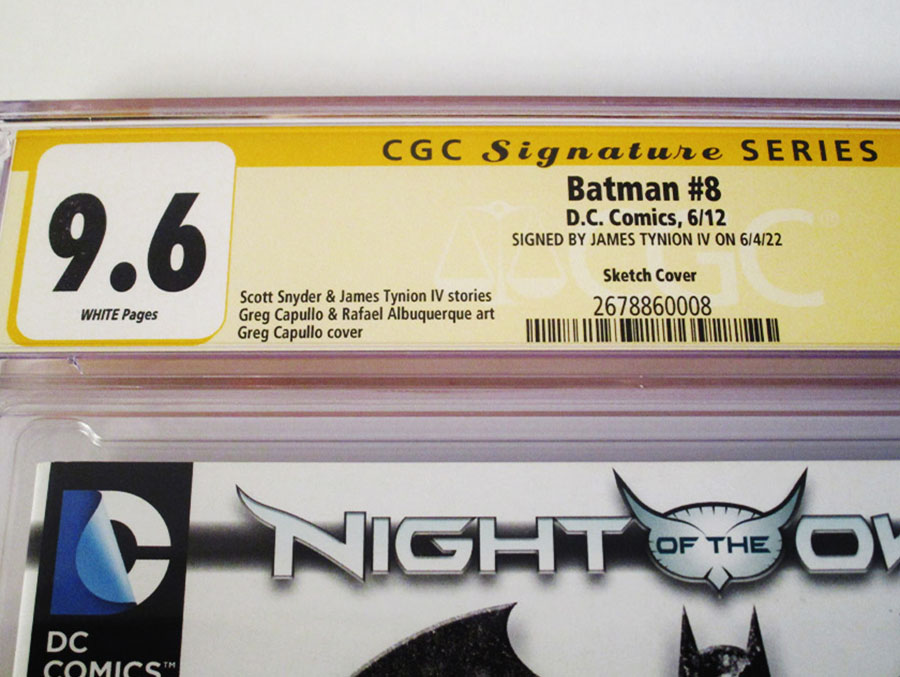 CGC Signature SERIES
9.6
WHITE Pages
Batman #8
D.C. Comics, 6/12
SIGNED BY JAMES TYNION IV ON 6/4/22
Sketch Cover
2678860008
Scott Snyder & James Tynion IV stories
Greg Capullo & Rafael Albuquerque art
Greg Capullo cover
CGC
NIGHT OF THE
DC
COMICS™